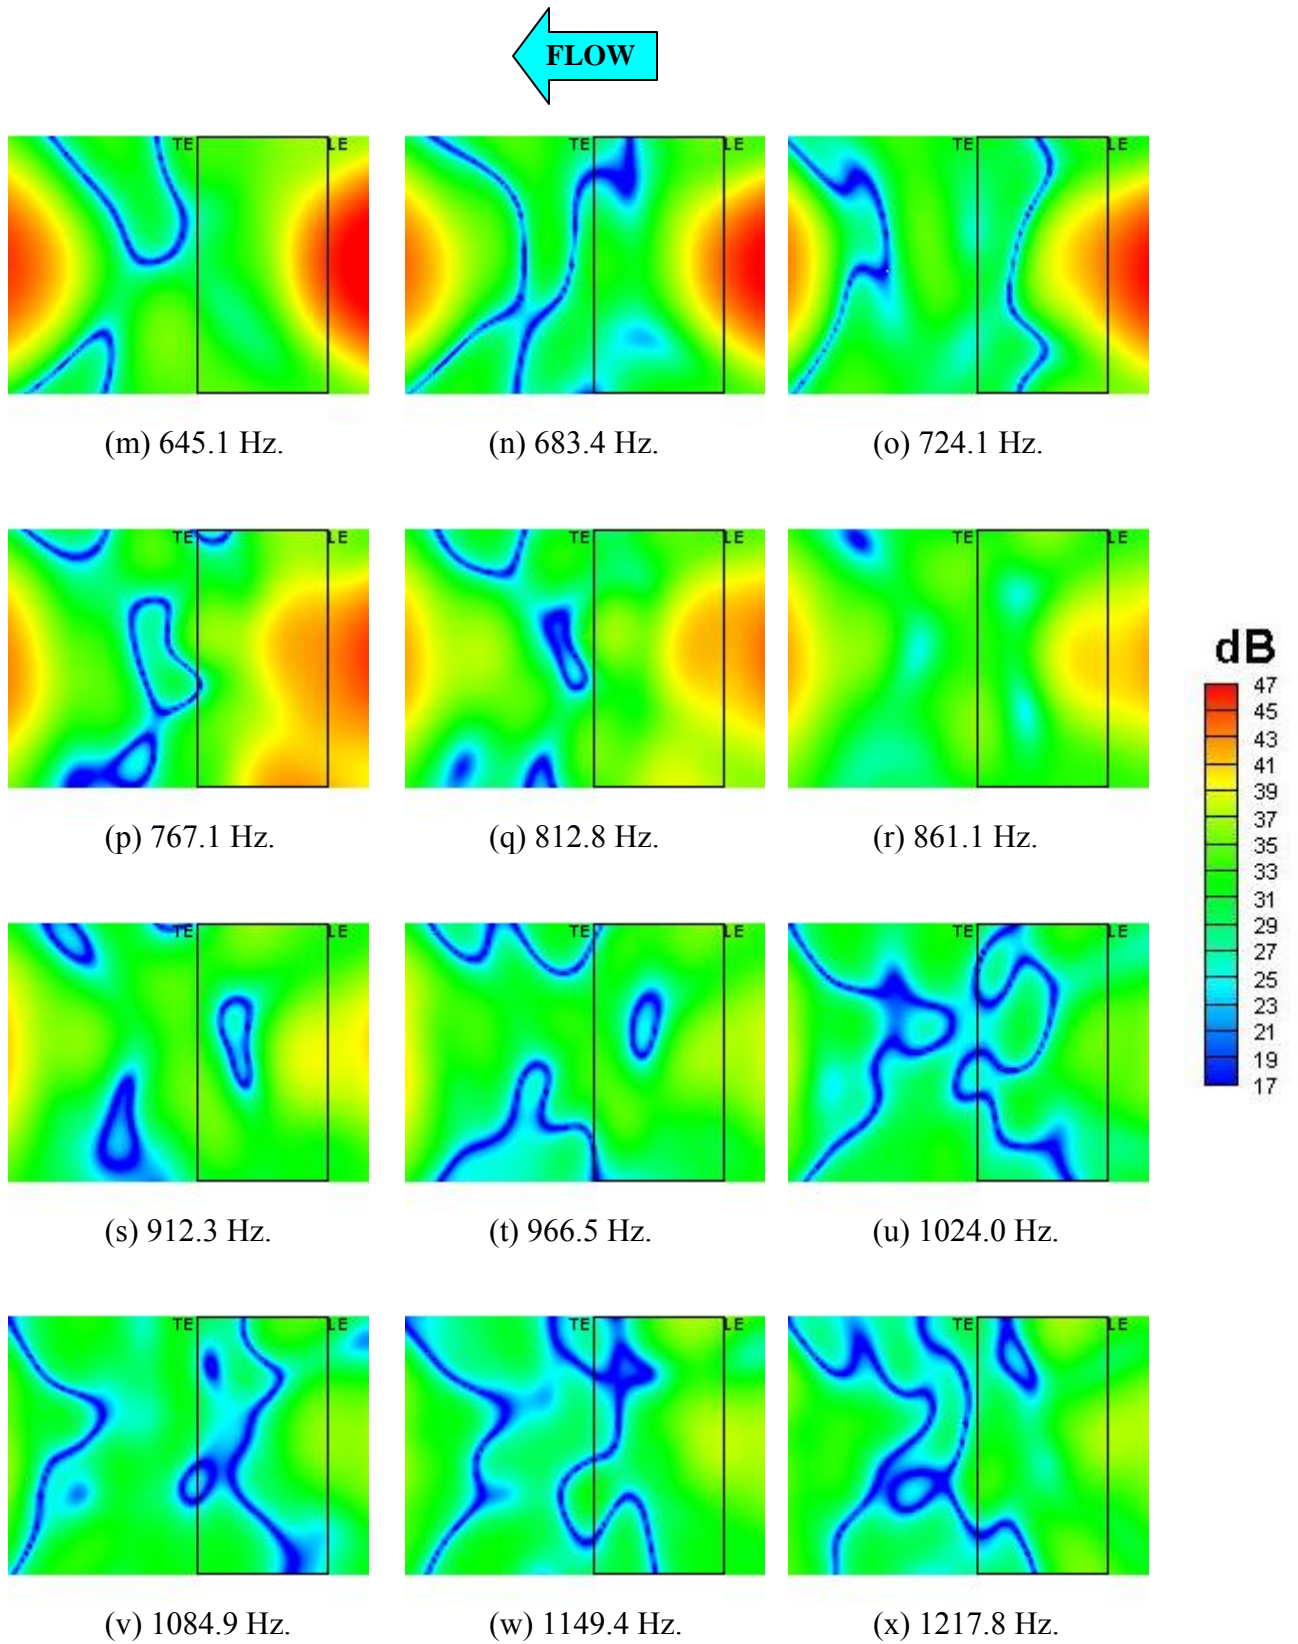 FLOW
TE LE TE LE TE LE
(m) 645.1 Hz. (n) 683.4 Hz. (o) 724.1 Hz.
TE LE TE LE TE LE
(p) 767.1 Hz. (q) 812.8 Hz. (r) 861.1 Hz.
TE LE TE LE TE LE
(s) 912.3 Hz. (t) 966.5 Hz. (u) 1024.0 Hz.
TE LE TE LE TE LE
(v) 1084.9 Hz. (w) 1149.4 Hz. (x) 1217.8 Hz.
dB
47
45
43
41
39
37
35
33
31
29
27
25
23
21
19
17